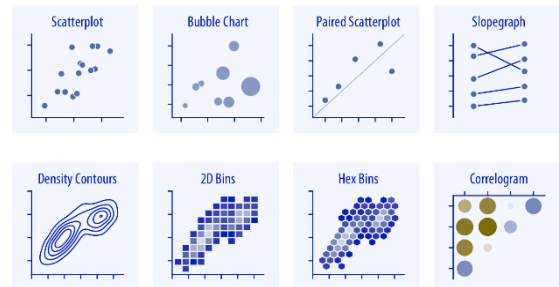 Scatterplot
Bubble Chart
Paired Scatterplot
Slopegraph
Density Contours
2D Bins
Hex Bins
Correlogram